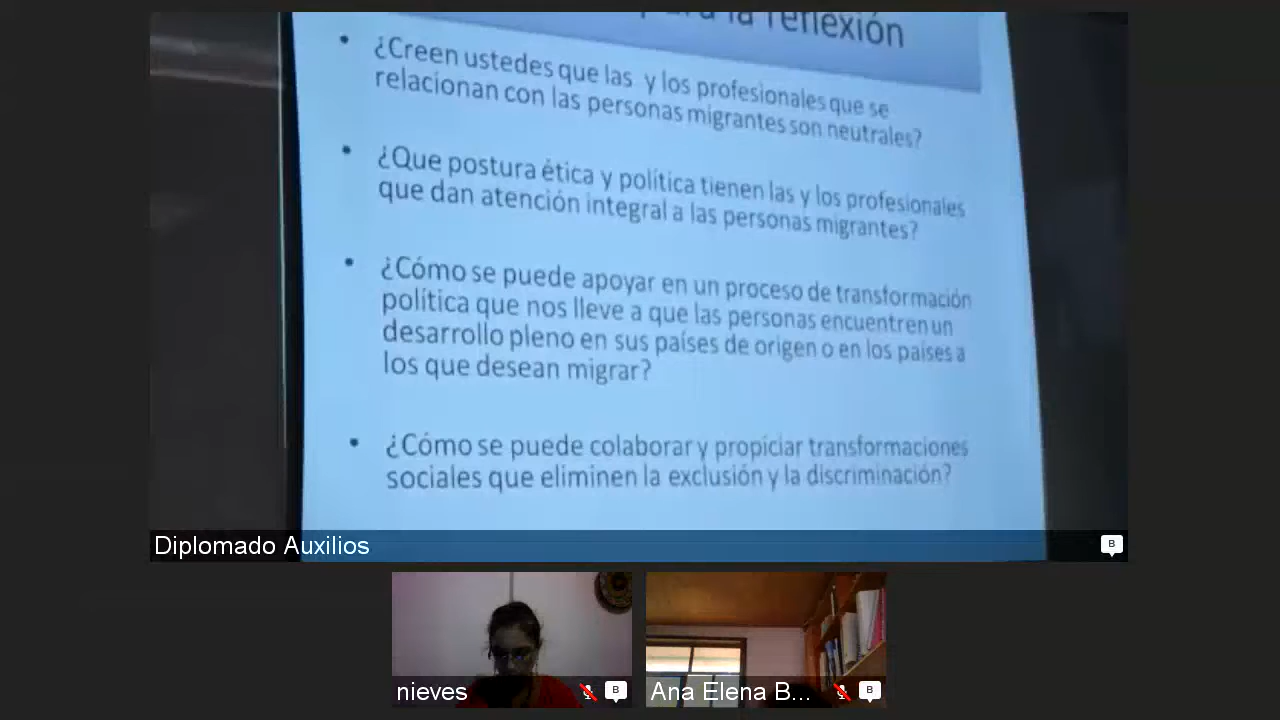 la reflexión
¿Creen ustedes que las y los profesionales que se
relacionan con las personas migrantes son neutrales?
¿Que postura ética y política tienen las y los profesionales
que dan atención integral a las personas migrantes?
¿Cómo se puede apoyar en un proceso de transformación
política que nos lleve a que las personas encuentren un
desarrollo pleno en sus países de origen o en los países a
los que desean migrar?
¿Cómo se puede colaborar y propiciar transformaciones
sociales que eliminen la exclusión y la discriminación?
Diplomado Auxilios
B
nieves
B
Ana Elena B...
B